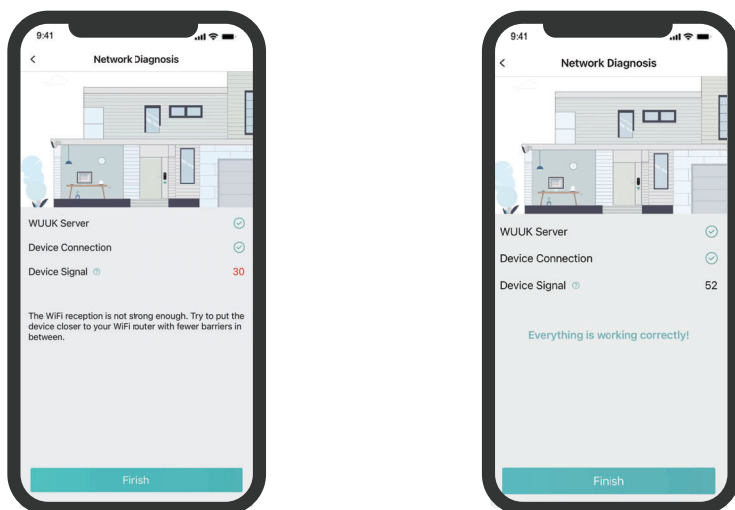 9:41
Network Diagnosis
WUUK Server
Device Connection
Device Signal
30
The WiFi reception is not strong enough. Try to put the
device closer to your WiFi router with fewer barriers in
between.
Finish
9:41
Network Diagnosis
WUUK Server
Device Connection
Device Signal
52
Everything is working correctly!
Finish